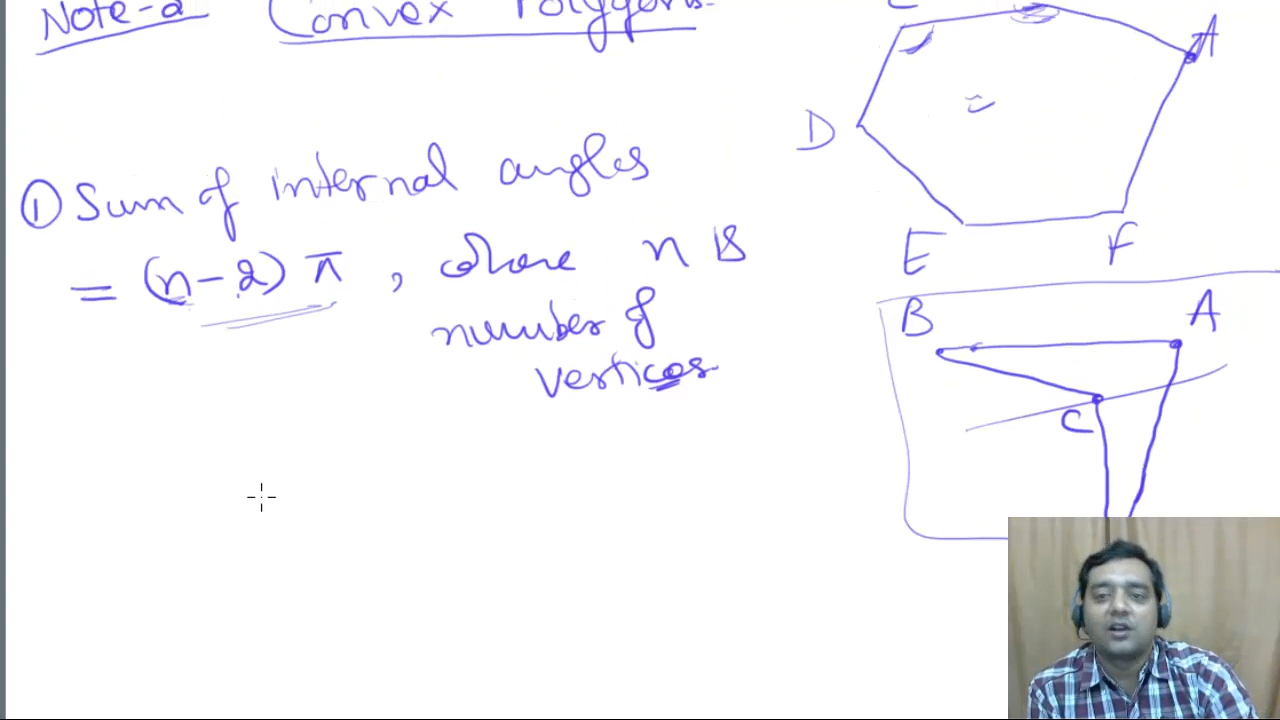 Note-2 Convex Polygons.
① Sum of internal angles
= (n-2) π , where n is
number of
vertices
C
A
D
E
F
B
A
C